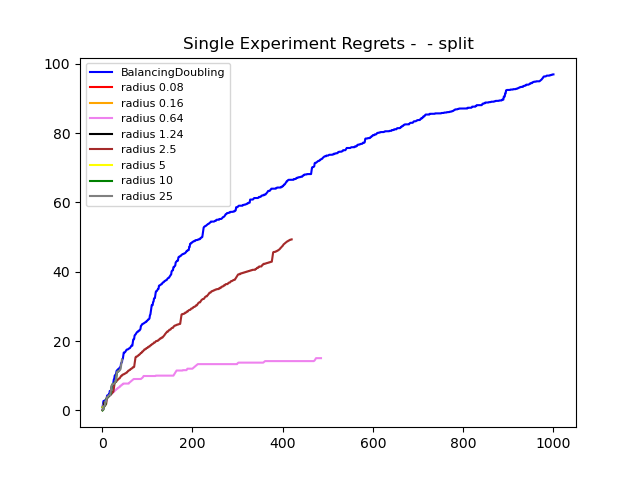 Single Experiment Regrets -  - split
BalancingDoubling
radius 0.08
radius 0.16
radius 0.64
radius 1.24
radius 2.5
radius 5
radius 10
radius 25
100
80
60
40
20
0
0 200 400 600 800 1000